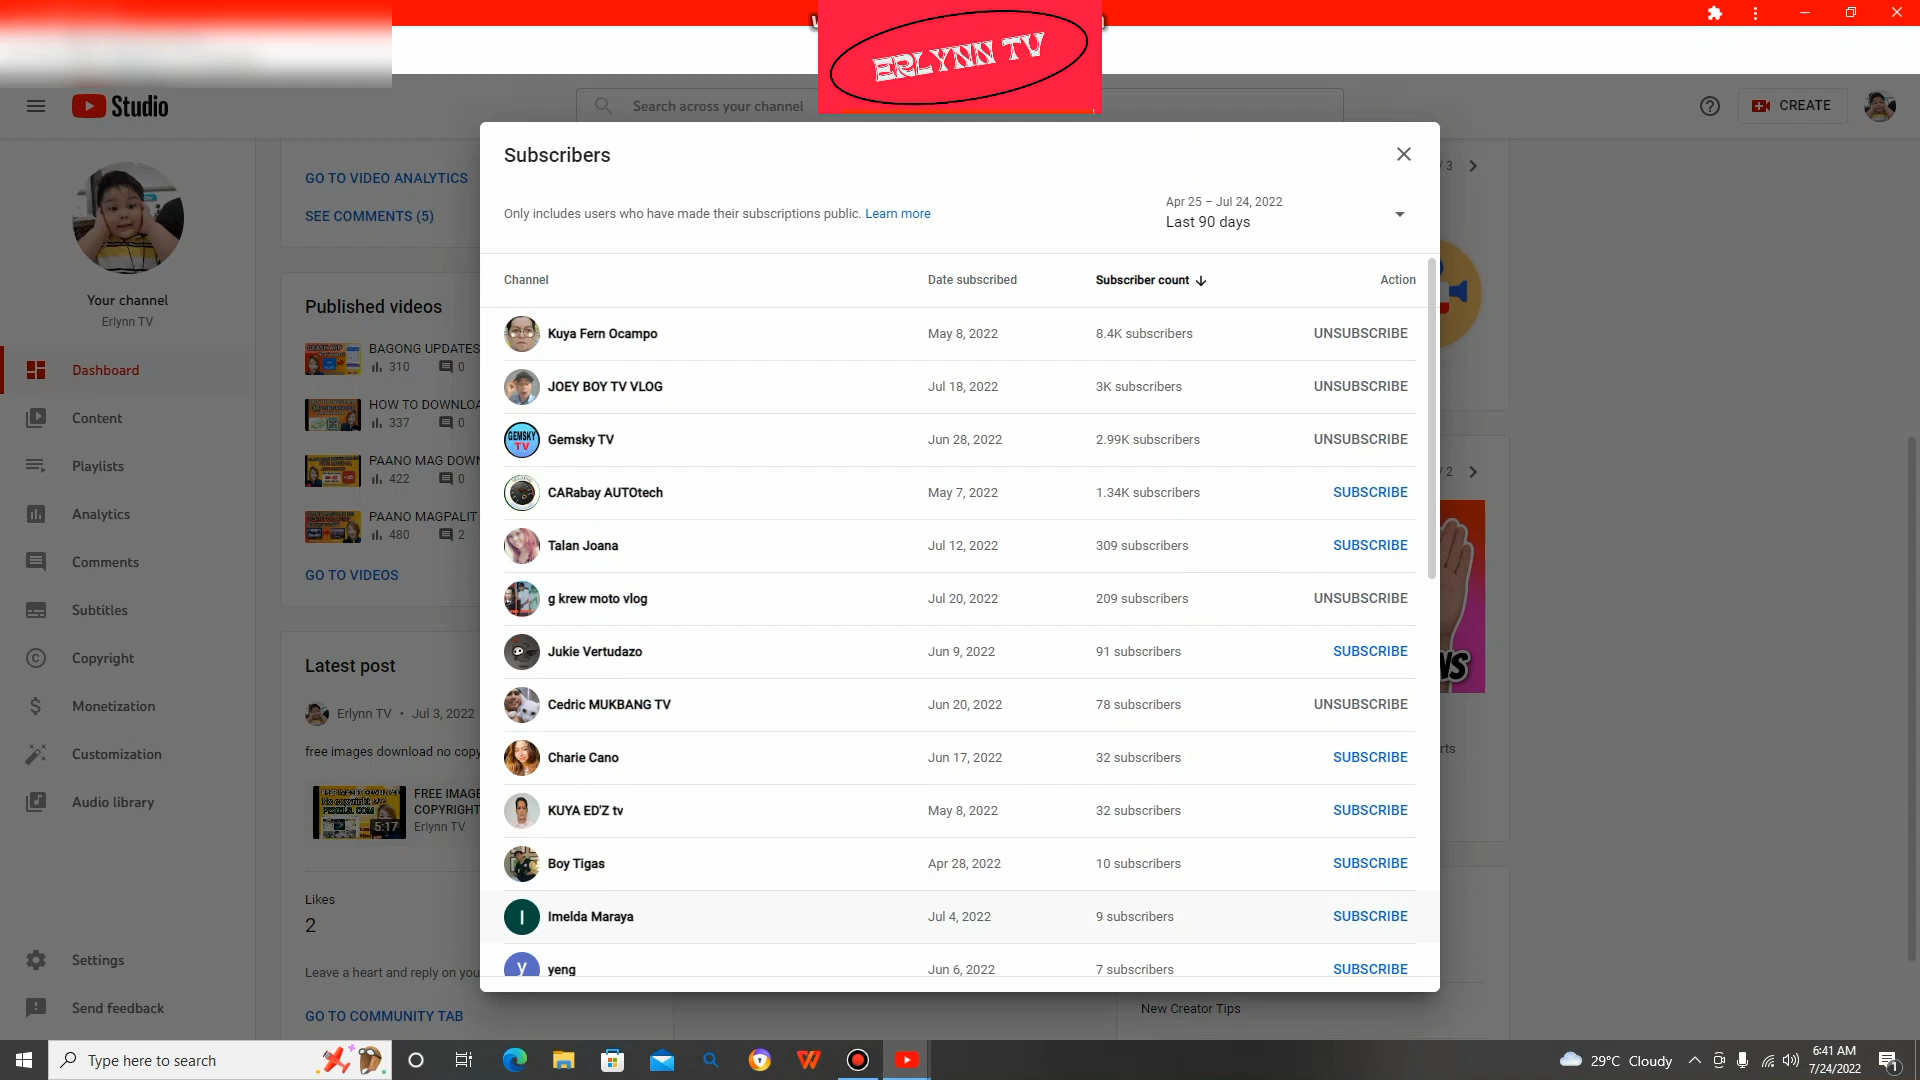 ERLYNN TV
Studio
Search across your channel
CREATE
Your channel
Erlynn TV
Dashboard
Content
Playlists
Analytics
Comments
Subtitles
Copyright
Monetization
Customization
Audio library
Settings
Send feedback
GO TO VIDEO ANALYTICS
SEE COMMENTS (5)
Published videos
BAGONG UPDATES
310 0
HOW TO DOWNLOA
337 0
PAANO MAG DOWN
422 0
PAANO MAGPALIT
480 2
GO TO VIDEOS
Latest post
Erlynn TV • Jul 3, 2022
free images download no copy
5:17
FREE IMAGE
COPYRIGHT
Erlynn TV
Likes
2
Leave a heart and reply on you
GO TO COMMUNITY TAB
Subscribers
Only includes users who have made their subscriptions public. Learn more
Apr 25 – Jul 24, 2022
Last 90 days
Channel Date subscribed Subscriber count Action
Kuya Fern Ocampo May 8, 2022 8.4K subscribers UNSUBSCRIBE
JOEY BOY TV VLOG Jul 18, 2022 3K subscribers UNSUBSCRIBE
GEMSKY TV
Gemsky TV Jun 28, 2022 2.99K subscribers UNSUBSCRIBE
CARabay AUTOtech May 7, 2022 1.34K subscribers SUBSCRIBE
Talan Joana Jul 12, 2022 309 subscribers SUBSCRIBE
g krew moto vlog Jul 20, 2022 209 subscribers UNSUBSCRIBE
Jukie Vertudazo Jun 9, 2022 91 subscribers SUBSCRIBE
Cedric MUKBANG TV Jun 20, 2022 78 subscribers UNSUBSCRIBE
Charie Cano Jun 17, 2022 32 subscribers SUBSCRIBE
KUYA ED'Z tv May 8, 2022 32 subscribers SUBSCRIBE
Boy Tigas Apr 28, 2022 10 subscribers SUBSCRIBE
I Imelda Maraya Jul 4, 2022 9 subscribers SUBSCRIBE
y yeng Jun 6, 2022 7 subscribers SUBSCRIBE
/ 3
/ 2
NS
rts
New Creator Tips
Type here to search
29°C Cloudy
6:41 AM
7/24/2022
1